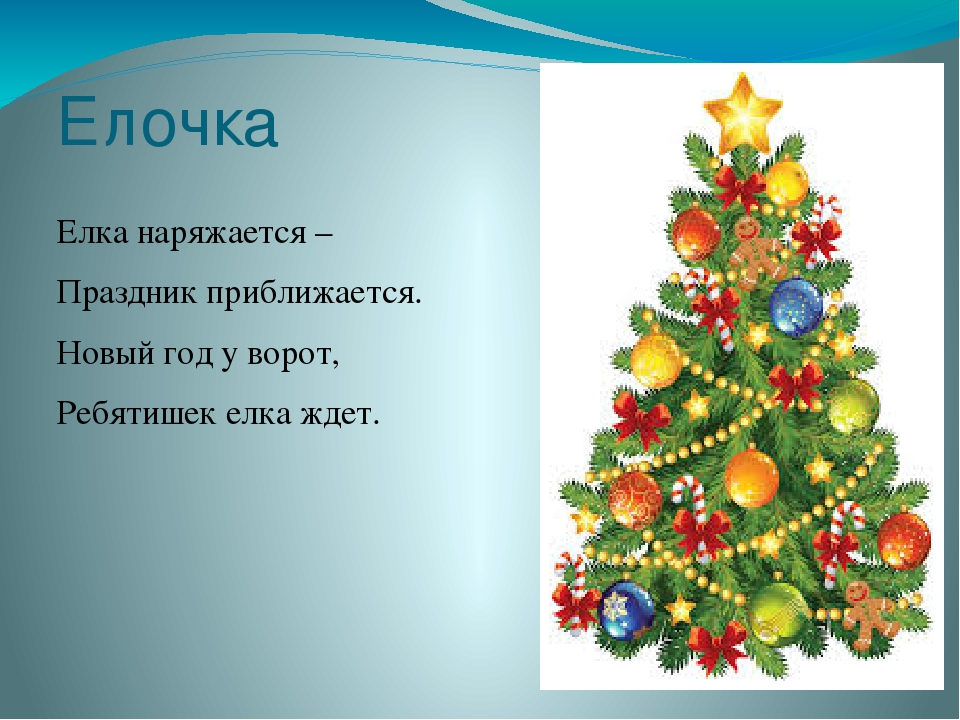 Елочка
Елка наряжается –
Праздник приближается.
Новый год у ворот,
Ребятишек елка ждет.